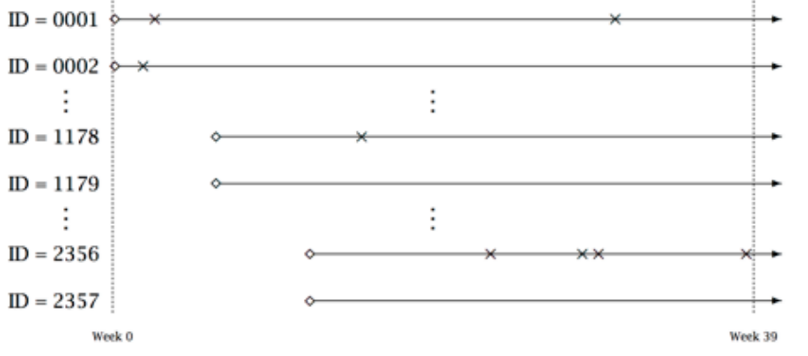 ID = 0001
ID = 0002
⋮ ⋮
ID = 1178
ID = 1179
⋮ ⋮
ID = 2356
ID = 2357
Week 0 Week 39